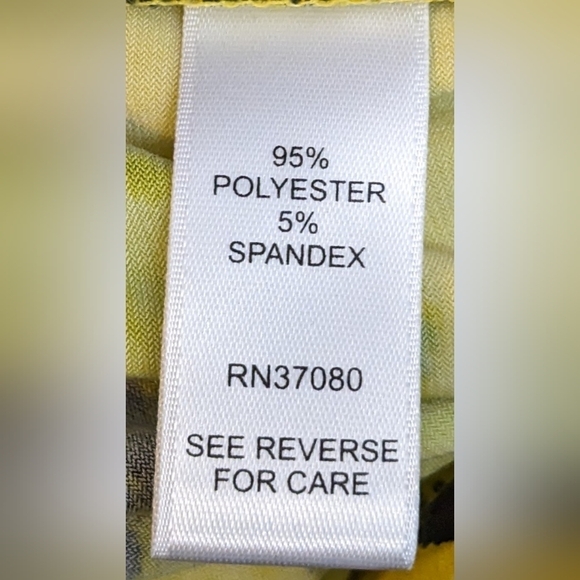 95%
POLYESTER
5%
SPANDEX
RN37080
SEE REVERSE
FOR CARE